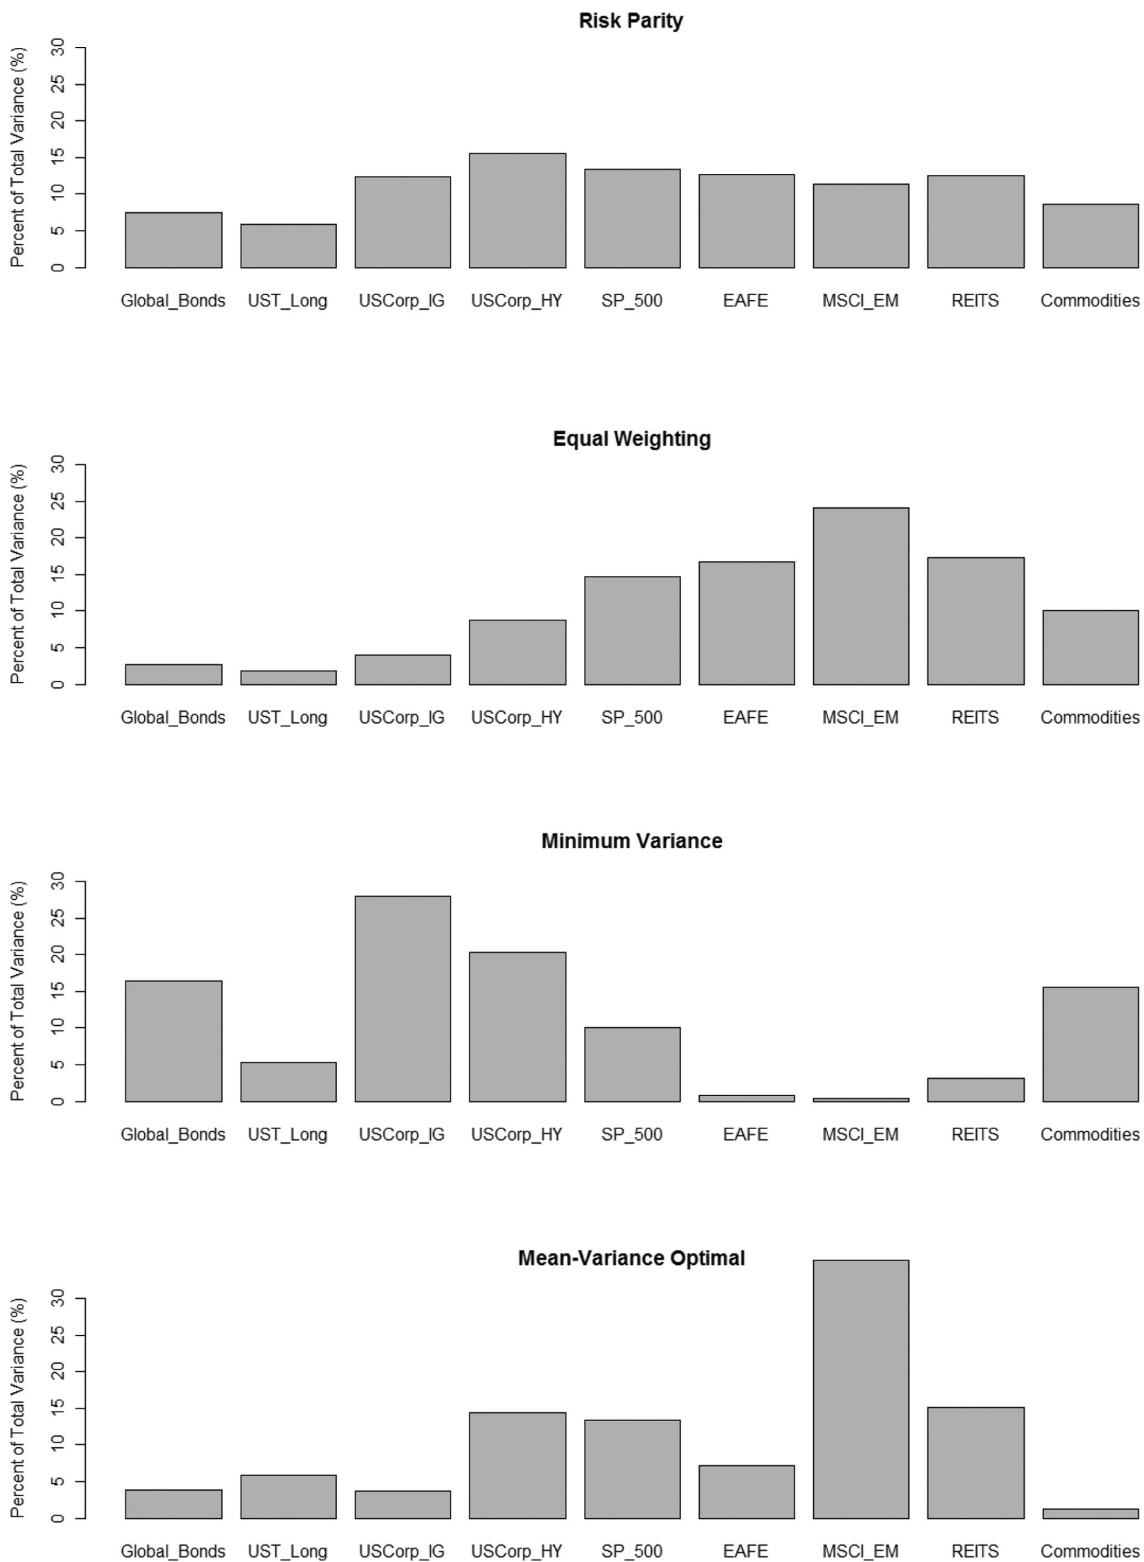 Risk Parity
Percent of Total Variance (%)
30
25
20
15
10
5
0
Global_Bonds UST_Long USCorp_IG USCorp_HY SP_500 EAFE MSCI_EM REITS Commodities
Equal Weighting
Percent of Total Variance (%)
30
25
20
15
10
5
0
Global_Bonds UST_Long USCorp_IG USCorp_HY SP_500 EAFE MSCI_EM REITS Commodities
Minimum Variance
Percent of Total Variance (%)
30
25
20
15
10
5
0
Global_Bonds UST_Long USCorp_IG USCorp_HY SP_500 EAFE MSCI_EM REITS Commodities
Mean-Variance Optimal
Percent of Total Variance (%)
30
25
20
15
10
5
0
Global_Bonds UST_Long USCorp_IG USCorp_HY SP_500 EAFE MSCI_EM REITS Commodities